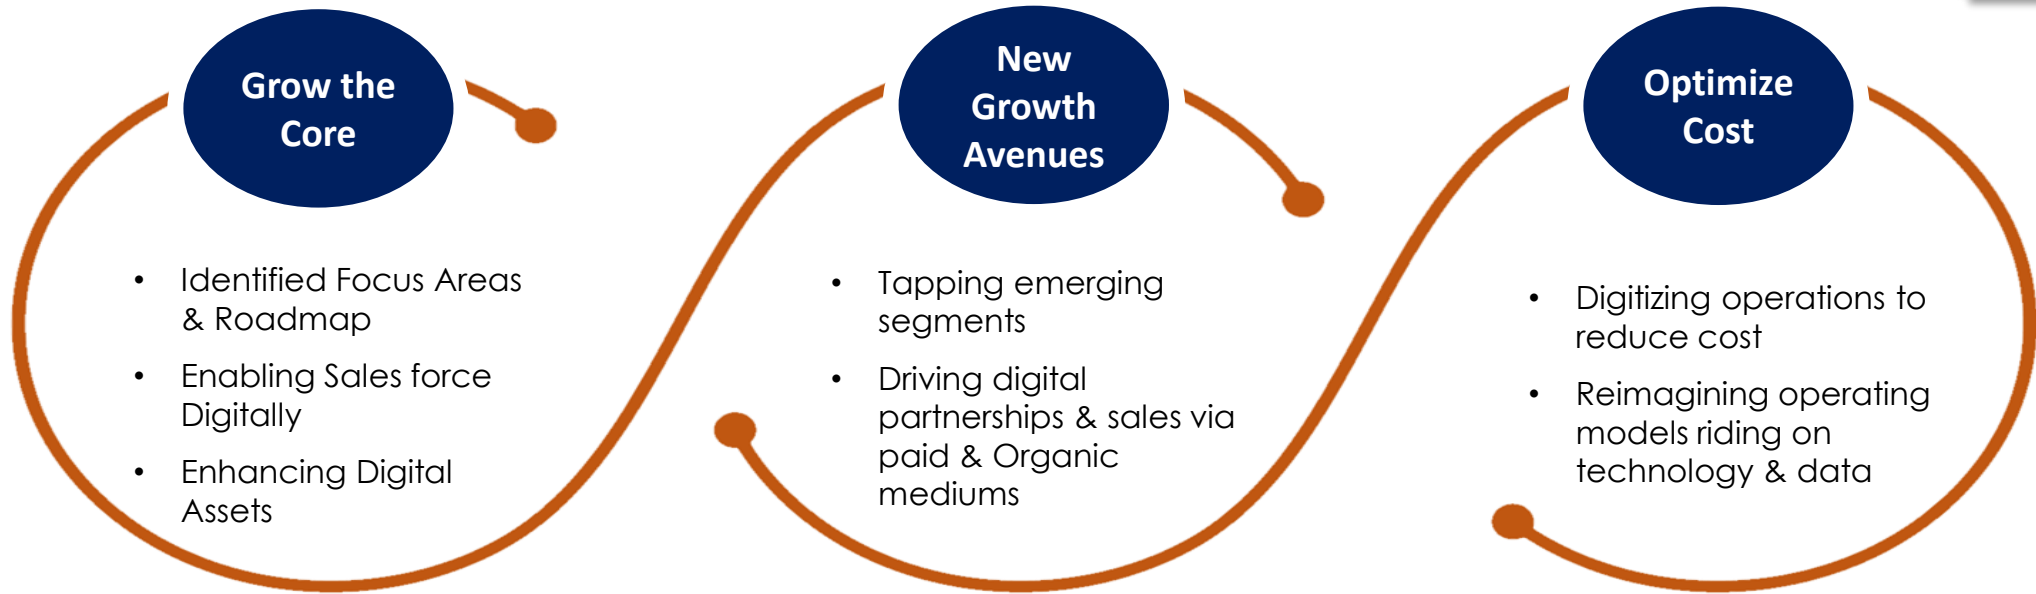 Grow the
Core
• Identified Focus Areas
& Roadmap
• Enabling Sales force
Digitally
• Enhancing Digital
Assets
New
Growth
Avenues
• Tapping emerging
segments
• Driving digital
partnerships & sales via
paid & Organic
mediums
Optimize
Cost
• Digitizing operations to
reduce cost
• Reimagining operating
models riding on
technology & data